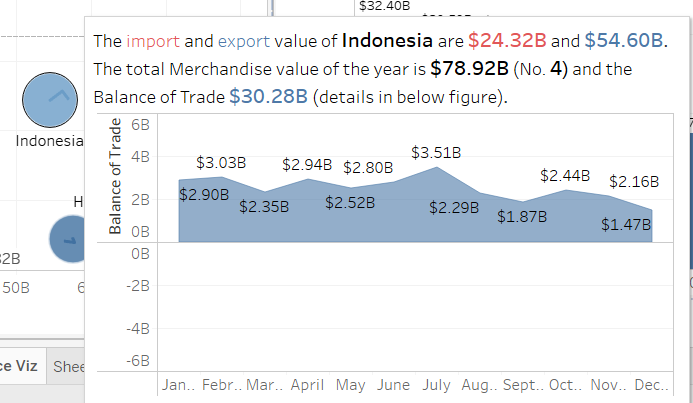 $32.40B
The import and export value of Indonesia are $24.32B and $54.60B.
The total Merchandise value of the year is $78.92B (No. 4) and the
Balance of Trade $30.28B (details in below figure).
Indonesia
H
2B
50B
6
ce Viz
Shee
Balance of Trade
6B
4B
2B
0B
0B
-2B
-4B
-6B
$2.90B
$3.03B
$2.35B
$2.94B
$2.52B
$2.80B
$3.51B
$2.29B
$1.87B
$2.44B
$2.16B
$1.47B
Jan.. Febr.. Mar.. April May June July Aug.. Sept.. Oct.. Nov.. Dec..